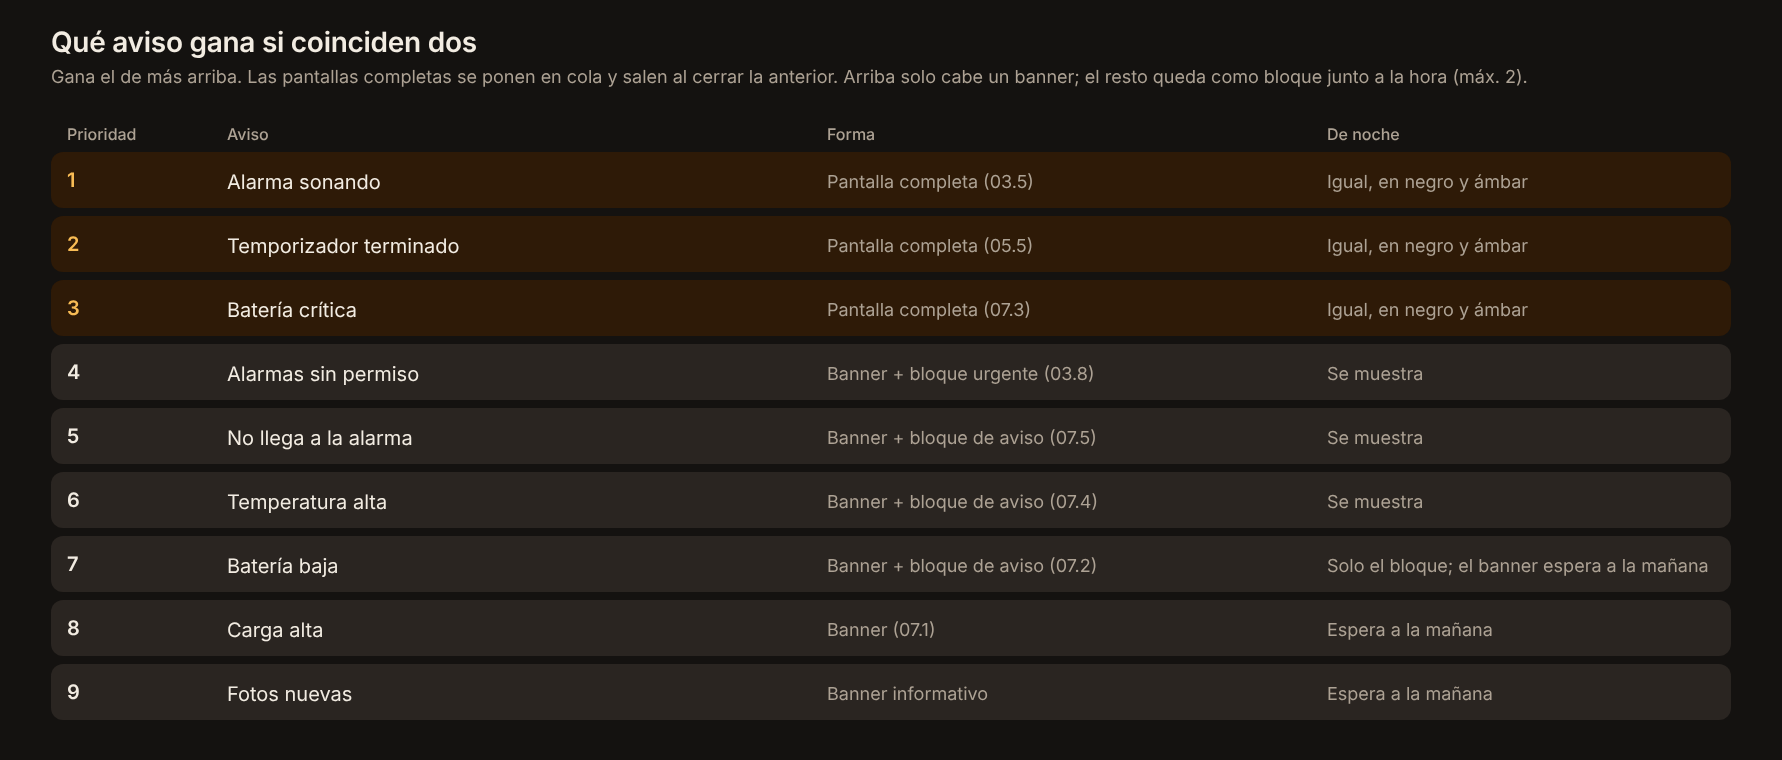 Qué aviso gana si coinciden dos
Gana el de más arriba. Las pantallas completas se ponen en cola y salen al cerrar la anterior. Arriba solo cabe un banner; el resto queda como bloque junto a la hora (máx. 2).
Prioridad Aviso Forma De noche
1 Alarma sonando Pantalla completa (03.5) Igual, en negro y ámbar
2 Temporizador terminado Pantalla completa (05.5) Igual, en negro y ámbar
3 Batería crítica Pantalla completa (07.3) Igual, en negro y ámbar
4 Alarmas sin permiso Banner + bloque urgente (03.8) Se muestra
5 No llega a la alarma Banner + bloque de aviso (07.5) Se muestra
6 Temperatura alta Banner + bloque de aviso (07.4) Se muestra
7 Batería baja Banner + bloque de aviso (07.2) Solo el bloque; el banner espera a la mañana
8 Carga alta Banner (07.1) Espera a la mañana
9 Fotos nuevas Banner informativo Espera a la mañana